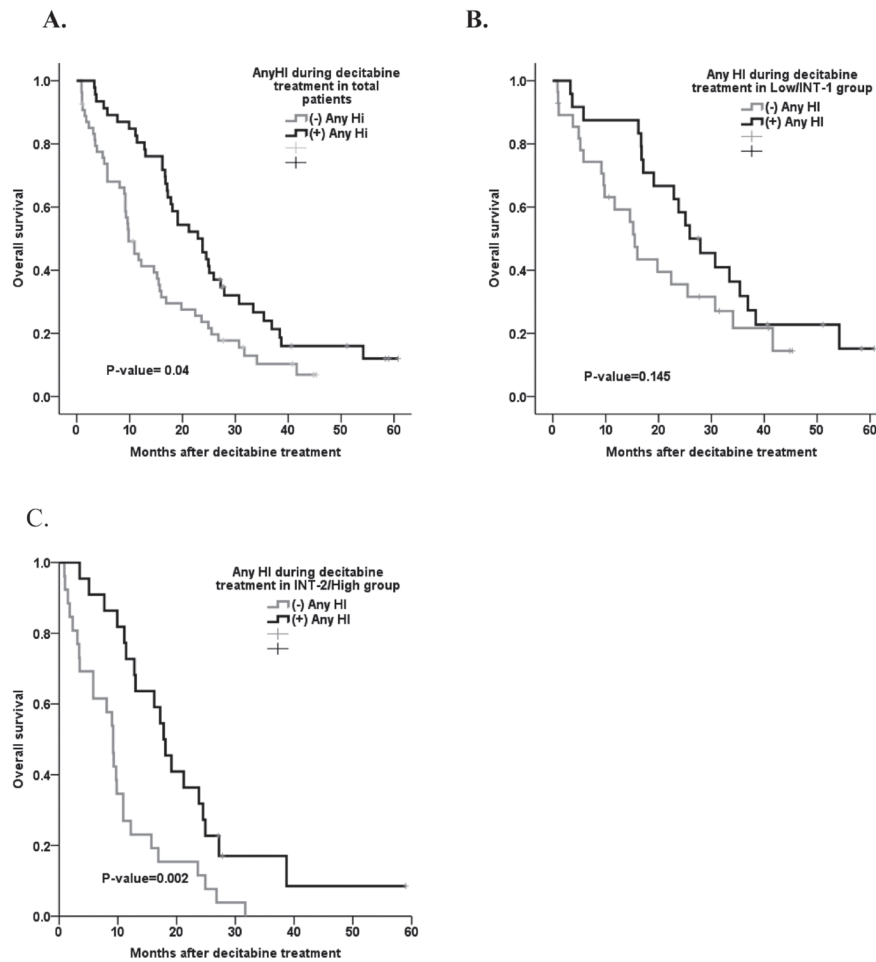 A.
AnyHI during decitabine
treatment in total
patients
(-) Any Hi
(+) Any Hi
1.0
0.8
0.6
0.4
0.2
0.0
Overall survival
P-value= 0.04
0 10 20 30 40 50 60
Months after decitabine treatment
B.
Any HI during decitabine
treatment in Low/INT-1 group
(-) Any HI
(+) Any HI
1.0
0.8
0.6
0.4
0.2
0.0
Overall survival
P-value=0.145
0 10 20 30 40 50 60
Months after decitabine treatment
C.
Any HI during decitabine
treatment in INT-2/High group
(-) Any HI
(+) Any HI
1.0
0.8
0.6
0.4
0.2
0.0
Overall survival
P-value=0.002
0 10 20 30 40 50 60
Months after decitabine treatment